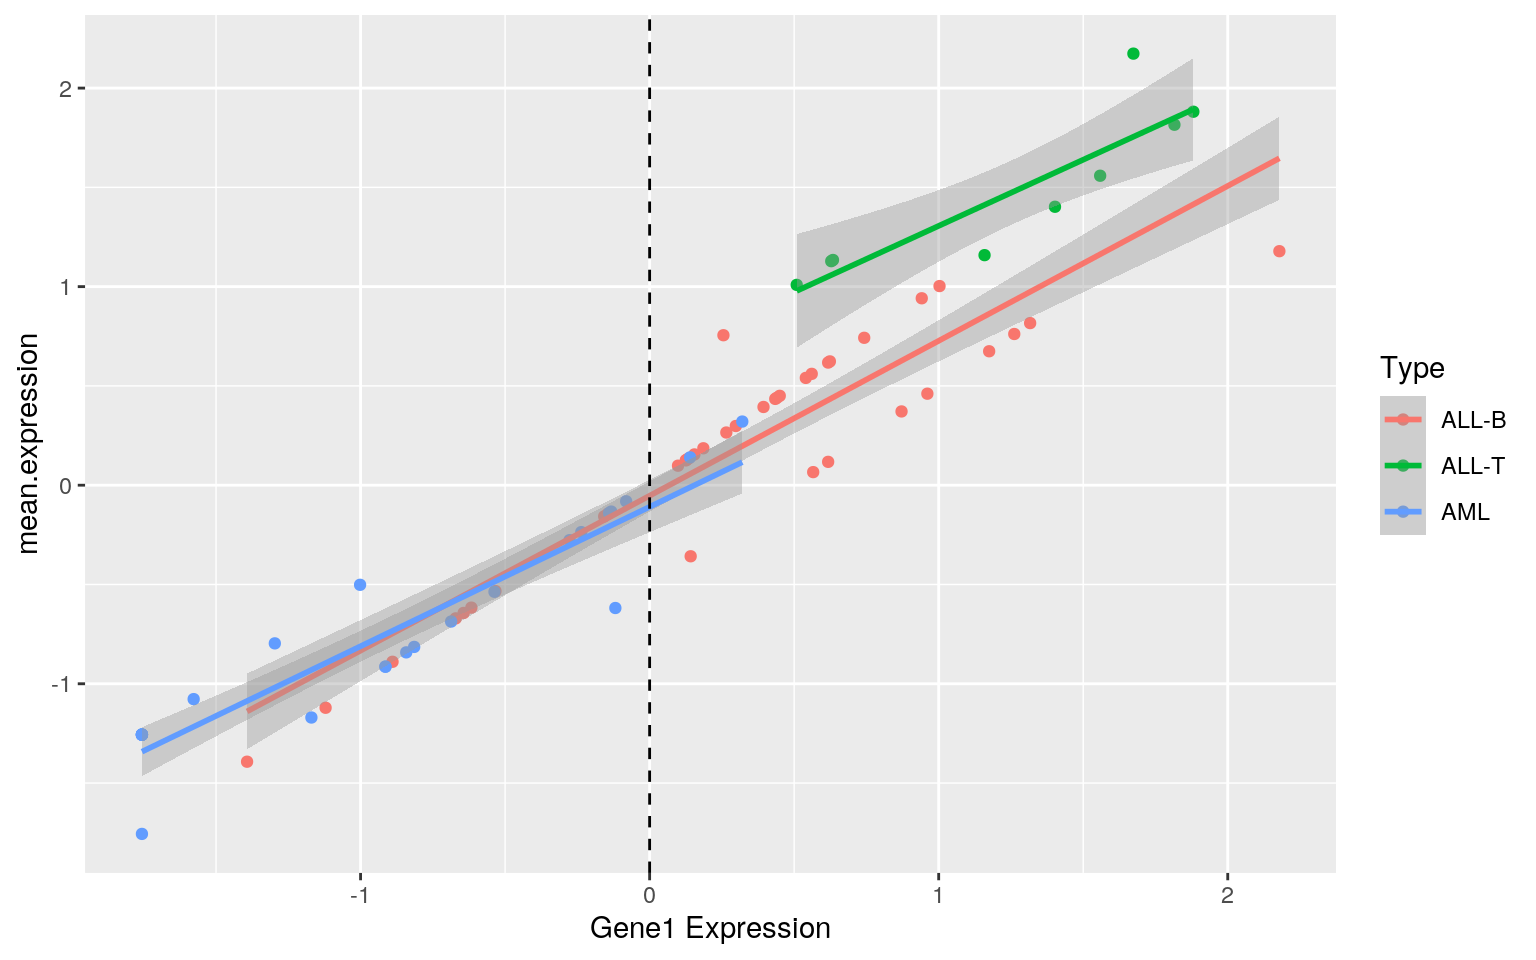 2
1
0
-1
mean.expression
-1
0
1
2
Gene1 Expression
Type
ALL-B
ALL-T
AML